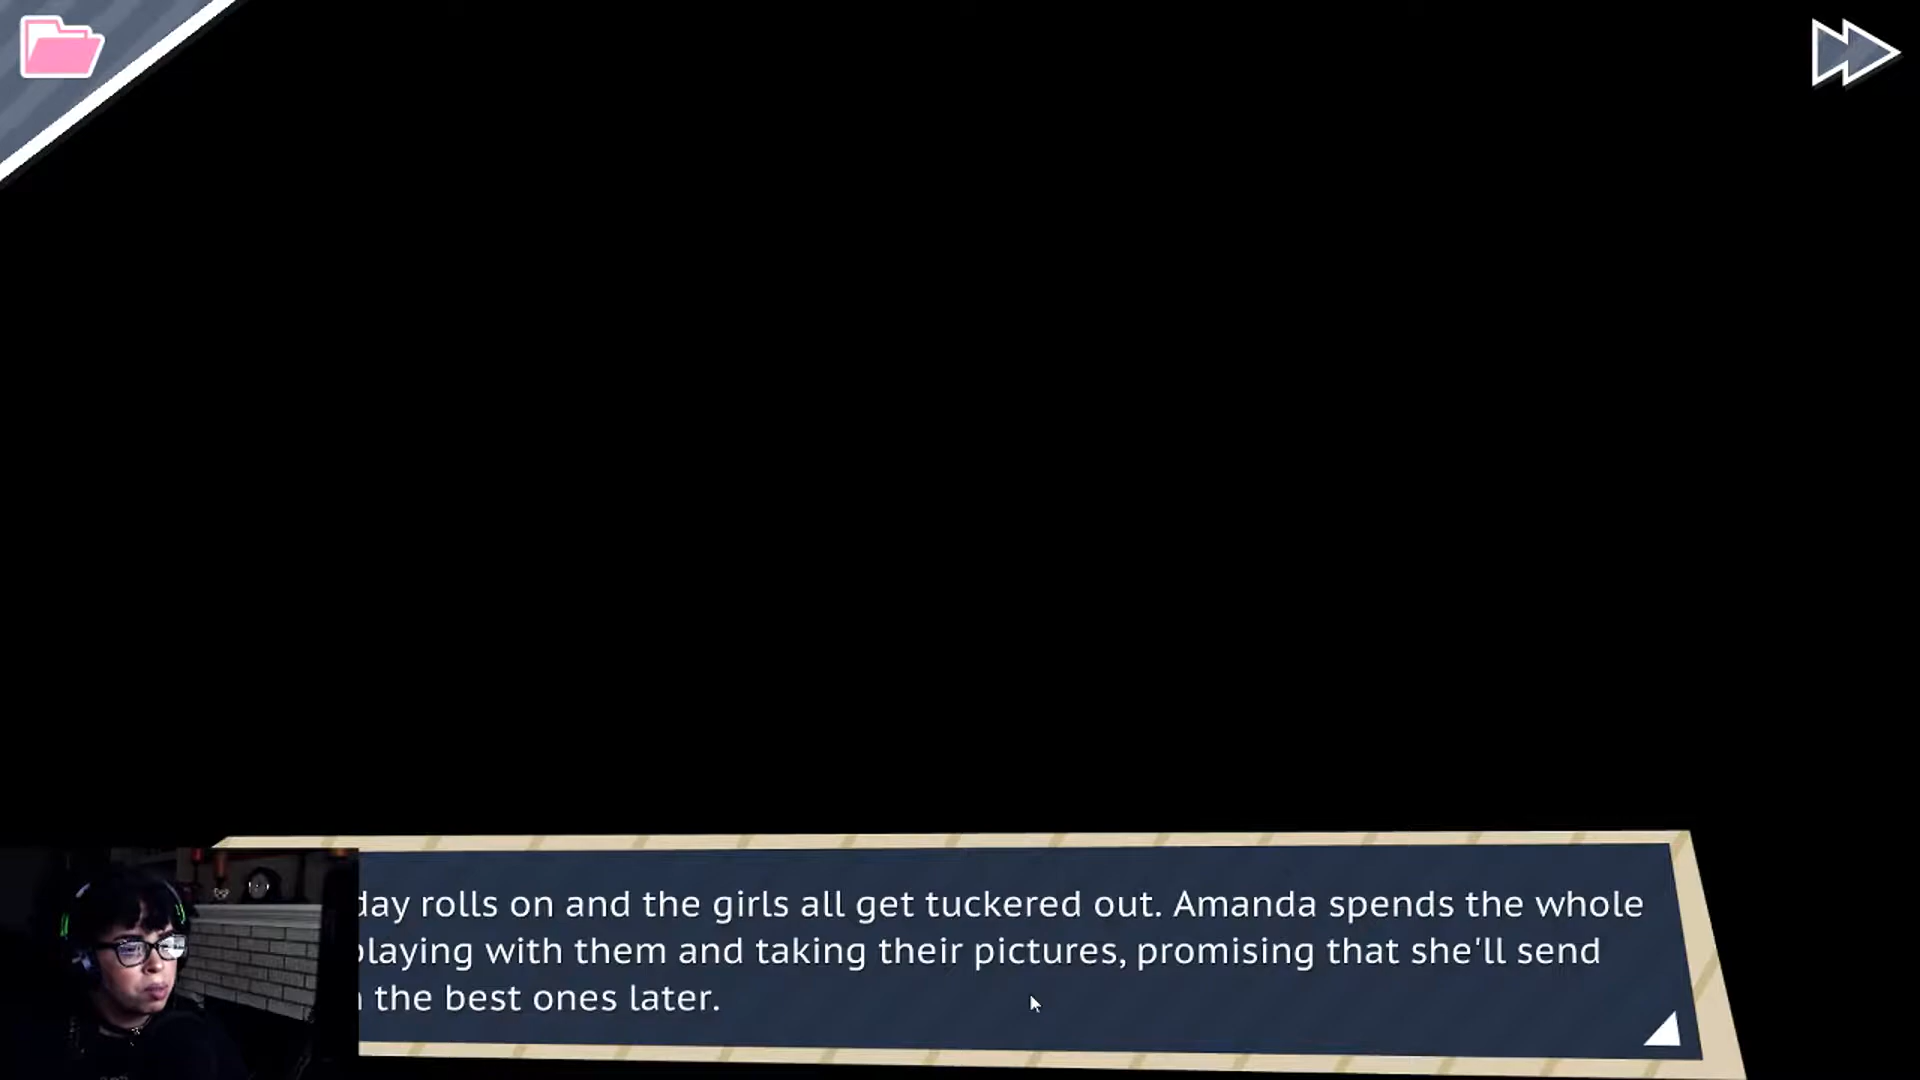 day rolls on and the girls all get tuckered out. Amanda spends the whole
playing with them and taking their pictures, promising that she'll send
the best ones later.